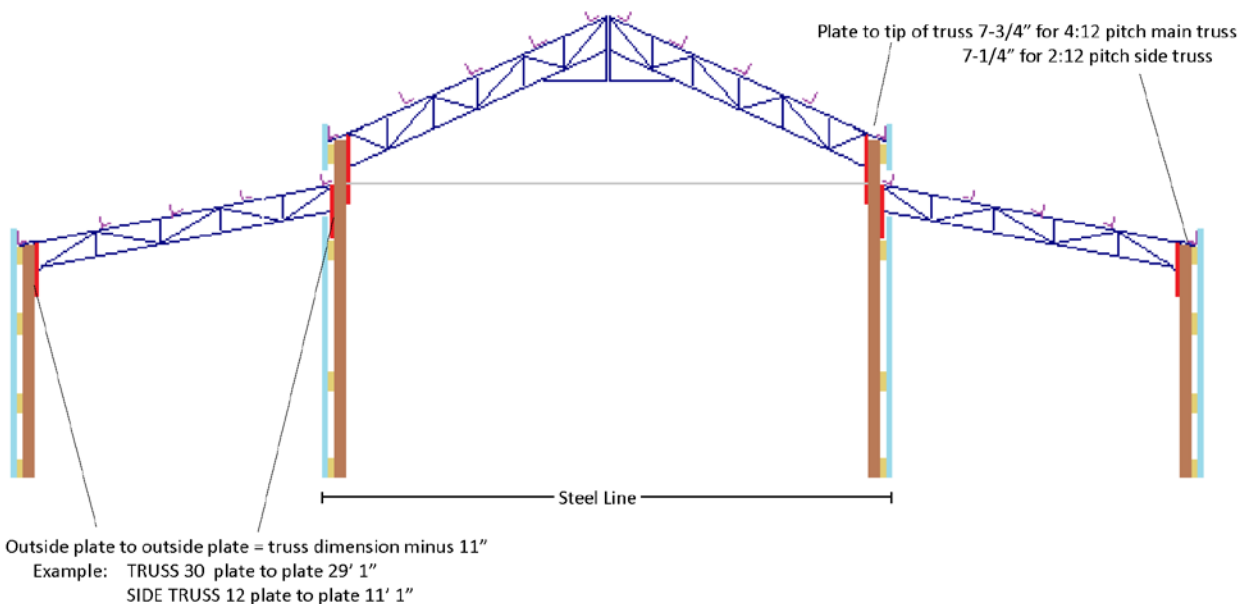 Plate to tip of truss 7-3/4” for 4:12 pitch main truss
7-1/4” for 2:12 pitch side truss
Steel Line
Outside plate to outside plate = truss dimension minus 11”
Example: TRUSS 30 plate to plate 29’ 1”
SIDE TRUSS 12 plate to plate 11’ 1”